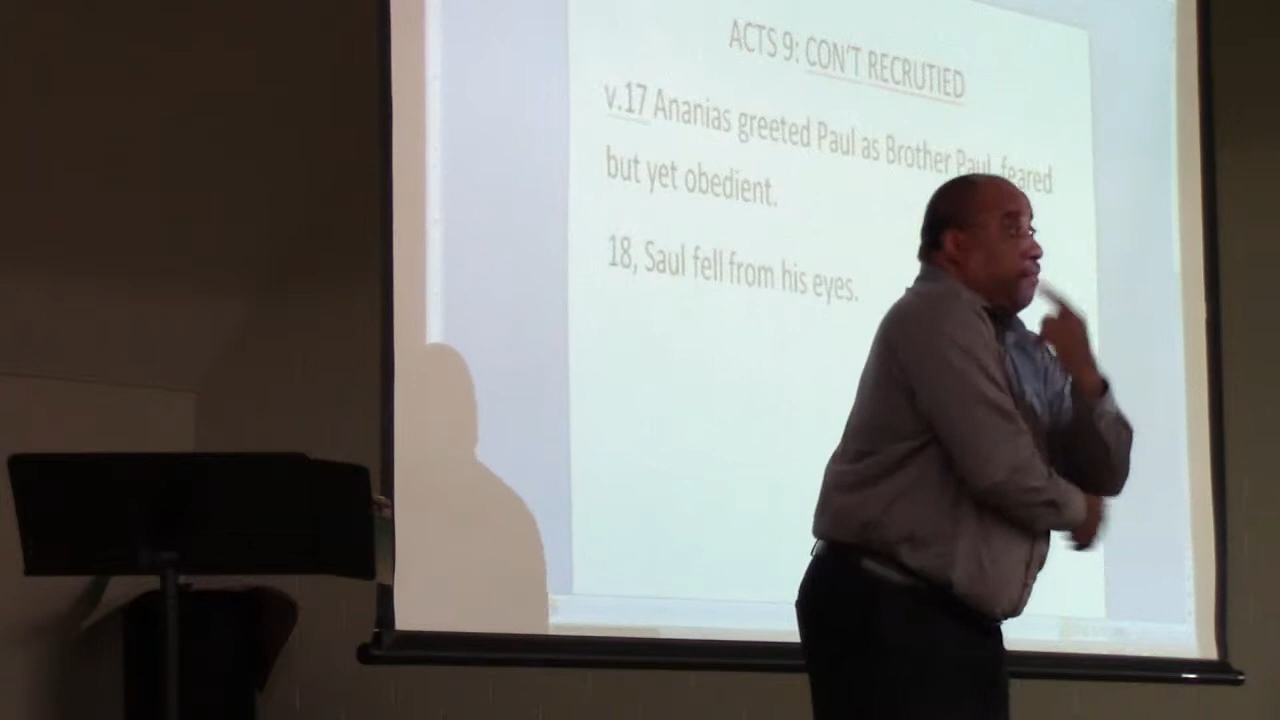 ACTS 9: CON'T RECRUTIED
v.17 Ananias greeted Paul as Brother Paul, feared
but yet obedient.
18, Saul fell from his eyes.